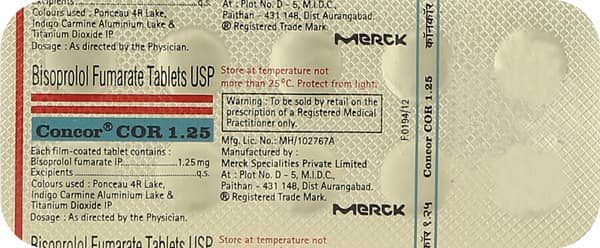 Excipients ................................ q.s.
Colours used : Ponceau 4R Lake,
Indigo Carmine Aluminium Lake &
Titanium Dioxide IP
Dosage : As directed by the Physician.
At : Plot No. D - 5, M.I.D.C.,
Paithan - 431 148, Dist Aurangabad.
® Registered Trade Mark.
MERCK
Bisoprolol Fumarate Tablets USP
Store at temperature not
more than 25°C. Protect from light.
Concor® COR 1.25
Warning : To be sold by retail on the
prescription of a Registered Medical
Practitioner only.
Each film-coated tablet contains :
Bisoprolol fumarate IP..............1.25 mg
Excipients ................................ q.s.
Colours used : Ponceau 4R Lake,
Indigo Carmine Aluminium Lake &
Titanium Dioxide IP
Dosage : As directed by the Physician.
Mfg. Lic. No.: MH/102767A
Manufactured by :
Merck Specialities Private Limited
At : Plot No. D - 5, M.I.D.C.,
Paithan - 431 148, Dist Aurangabad.
® Registered Trade Mark.
MERCK
Bisoprolol Fumarate Tablets USP
Store at temperature not
F:0194/12
कॉर १.२५ Concor COR 1.25 कॉनकॉर